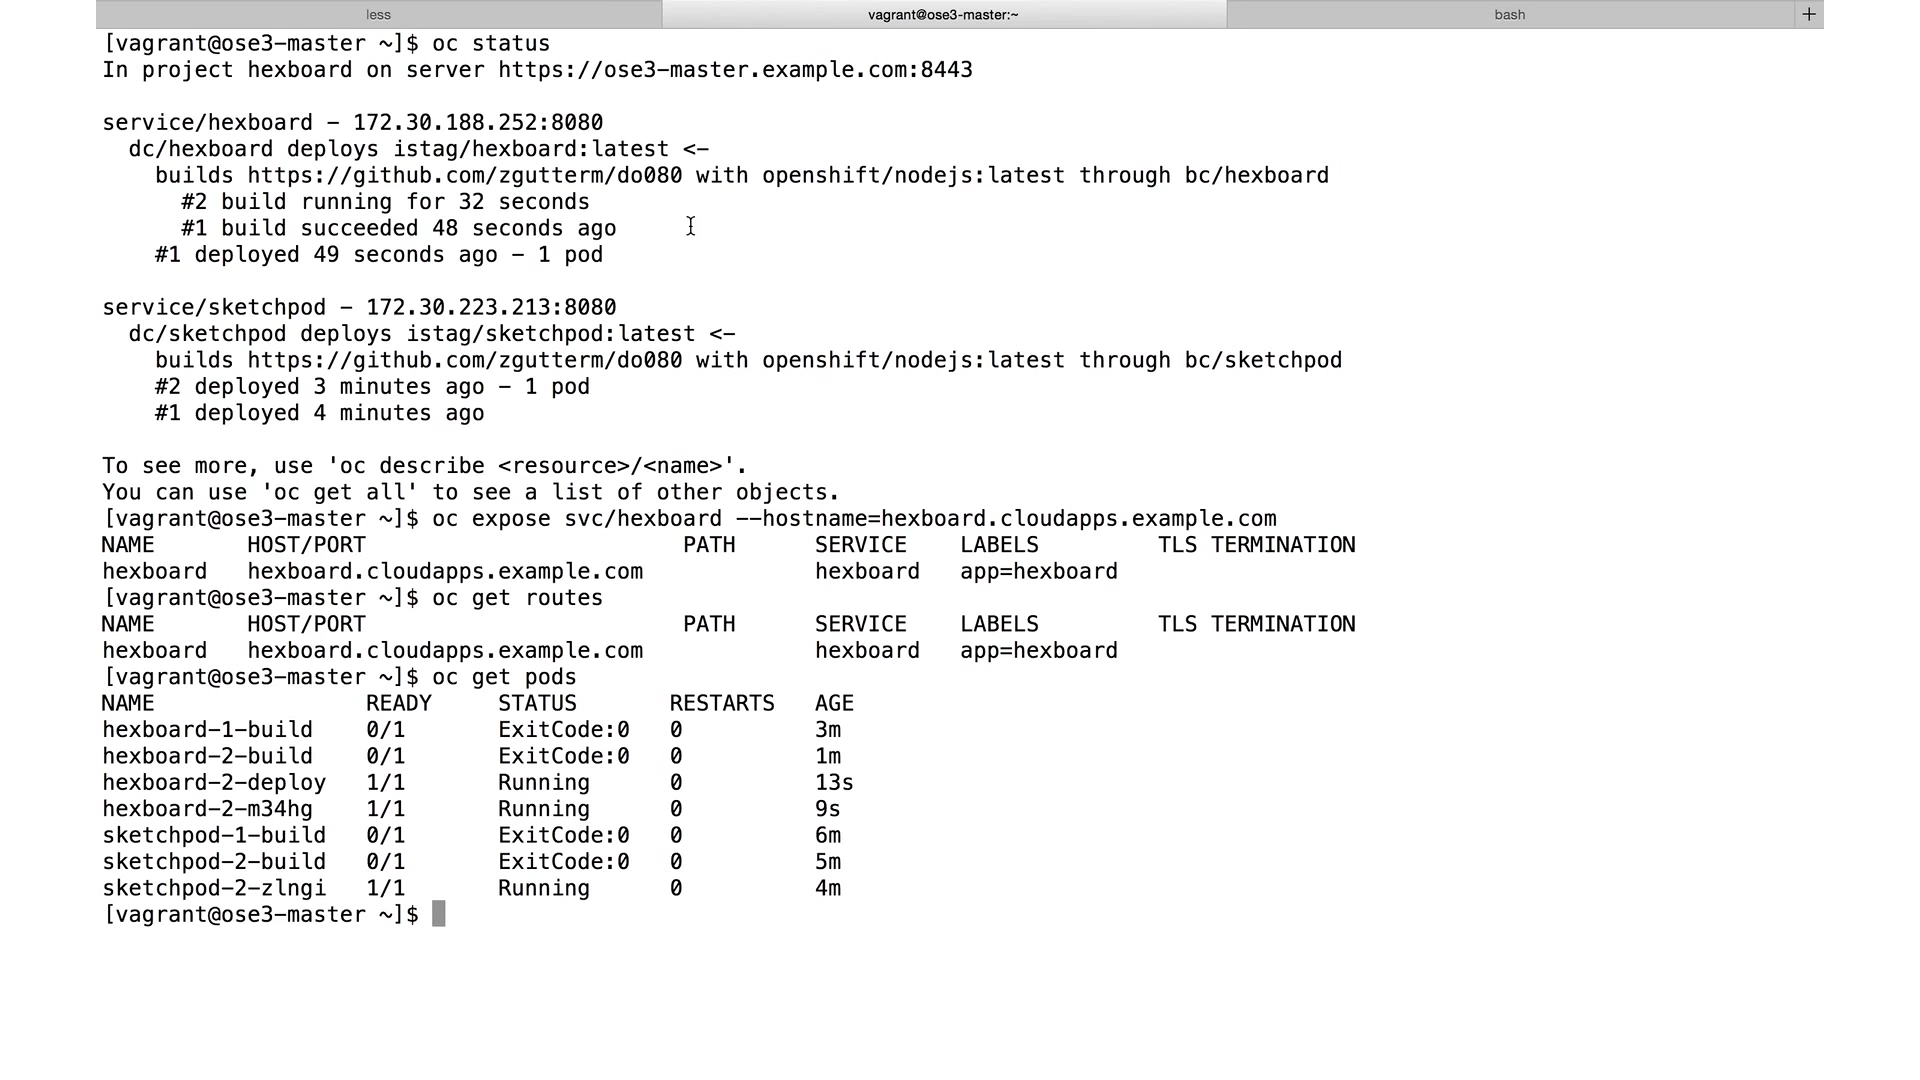 less
vagrant@ose3-master:~
bash
+
[vagrant@ose3-master ~]$ oc status
In project hexboard on server https://ose3-master.example.com:8443
service/hexboard - 172.30.188.252:8080
  dc/hexboard deploys istag/hexboard:latest <-
    builds https://github.com/zgutterm/do080 with openshift/nodejs:latest through bc/hexboard
      #2 build running for 32 seconds
      #1 build succeeded 48 seconds ago
    #1 deployed 49 seconds ago - 1 pod
service/sketchpod - 172.30.223.213:8080
  dc/sketchpod deploys istag/sketchpod:latest <-
    builds https://github.com/zgutterm/do080 with openshift/nodejs:latest through bc/sketchpod
    #2 deployed 3 minutes ago - 1 pod
    #1 deployed 4 minutes ago
To see more, use 'oc describe <resource>/<name>'.
You can use 'oc get all' to see a list of other objects.
[vagrant@ose3-master ~]$ oc expose svc/hexboard --hostname=hexboard.cloudapps.example.com
NAME       HOST/PORT                        PATH      SERVICE    LABELS         TLS TERMINATION
hexboard   hexboard.cloudapps.example.com             hexboard   app=hexboard
[vagrant@ose3-master ~]$ oc get routes
NAME       HOST/PORT                        PATH      SERVICE    LABELS         TLS TERMINATION
hexboard   hexboard.cloudapps.example.com             hexboard   app=hexboard
[vagrant@ose3-master ~]$ oc get pods
NAME                READY     STATUS       RESTARTS   AGE
hexboard-1-build    0/1       ExitCode:0   0          3m
hexboard-2-build    0/1       ExitCode:0   0          1m
hexboard-2-deploy   1/1       Running      0          13s
hexboard-2-m34hg    1/1       Running      0          9s
sketchpod-1-build   0/1       ExitCode:0   0          6m
sketchpod-2-build   0/1       ExitCode:0   0          5m
sketchpod-2-zlngi   1/1       Running      0          4m
[vagrant@ose3-master ~]$